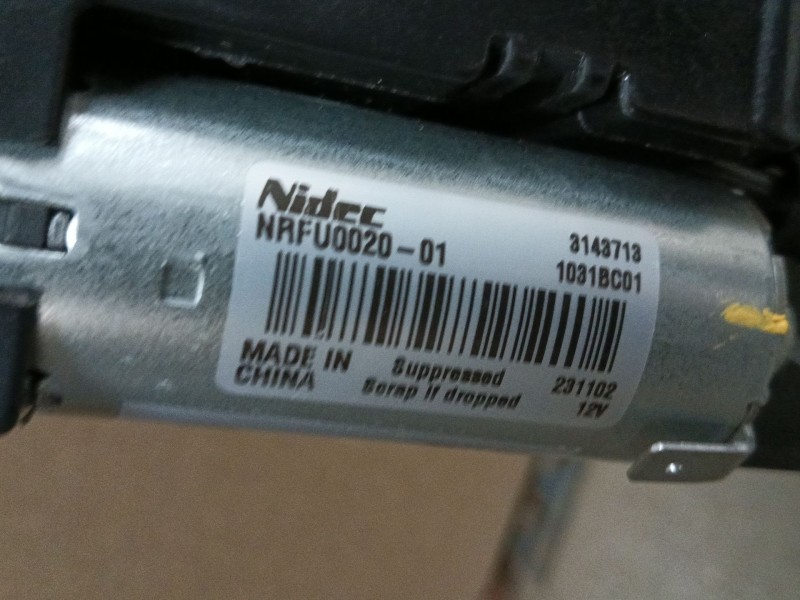 Nidec
NRFU0020-01
3143713
1031BC01
MADE IN CHINA
Suppressed
Scrap if dropped
231102
12V